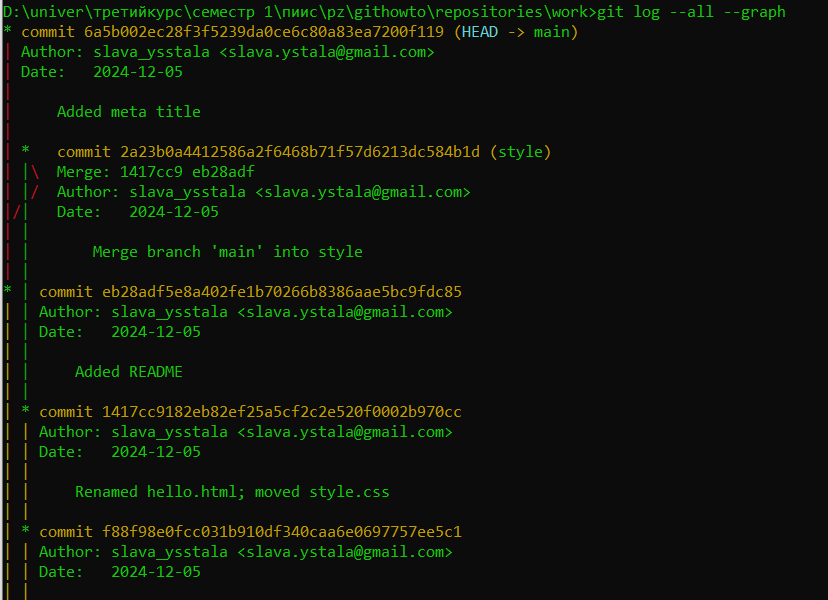 D:\univer\третийкурс\семестр 1\пиис\pz\githowto\repositories\work>git log --all --graph
* commit 6a5b002ec28f3f5239da0ce6c80a83ea7200f119 (HEAD -> main)
| Author: slava_ysstala <slava.ystala@gmail.com>
| Date:   2024-12-05
|
|     Added meta title
|
| *   commit 2a23b0a4412586a2f6468b71f57d6213dc584b1d (style)
| |\  Merge: 1417cc9 eb28adf
| |/  Author: slava_ysstala <slava.ystala@gmail.com>
|/|   Date:   2024-12-05
| |
| |       Merge branch 'main' into style
| |
* | commit eb28adf5e8a402fe1b70266b8386aae5bc9fdc85
| | Author: slava_ysstala <slava.ystala@gmail.com>
| | Date:   2024-12-05
| |
| |     Added README
| |
| * commit 1417cc9182eb82ef25a5cf2c2e520f0002b970cc
| | Author: slava_ysstala <slava.ystala@gmail.com>
| | Date:   2024-12-05
| |
| |     Renamed hello.html; moved style.css
| |
| * commit f88f98e0fcc031b910df340caa6e0697757ee5c1
| | Author: slava_ysstala <slava.ystala@gmail.com>
| | Date:   2024-12-05
| |